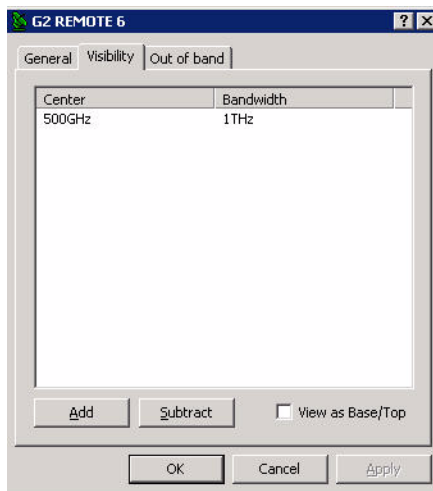 G2 REMOTE 6
General Visibility Out of band
Center Bandwidth
500GHz 1THz
Add Subtract View as Base/Top
OK Cancel Apply